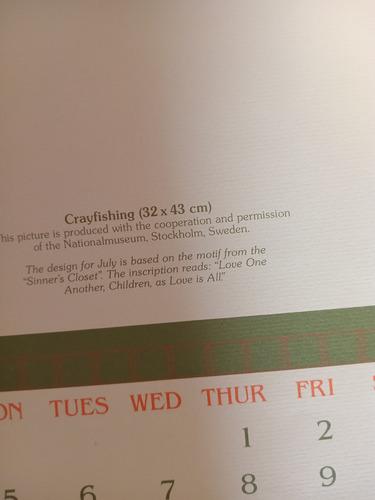 Crayfishing (32 x 43 cm)
his picture is produced with the cooperation and permission
of the Nationalmuseum, Stockholm, Sweden.
The design for July is based on the motif from the
"Sinner's Closet". The inscription reads: "Love One
Another, Children, as Love is All."
ON TUES WED THUR FRI
1 2
5 6 7 8 9